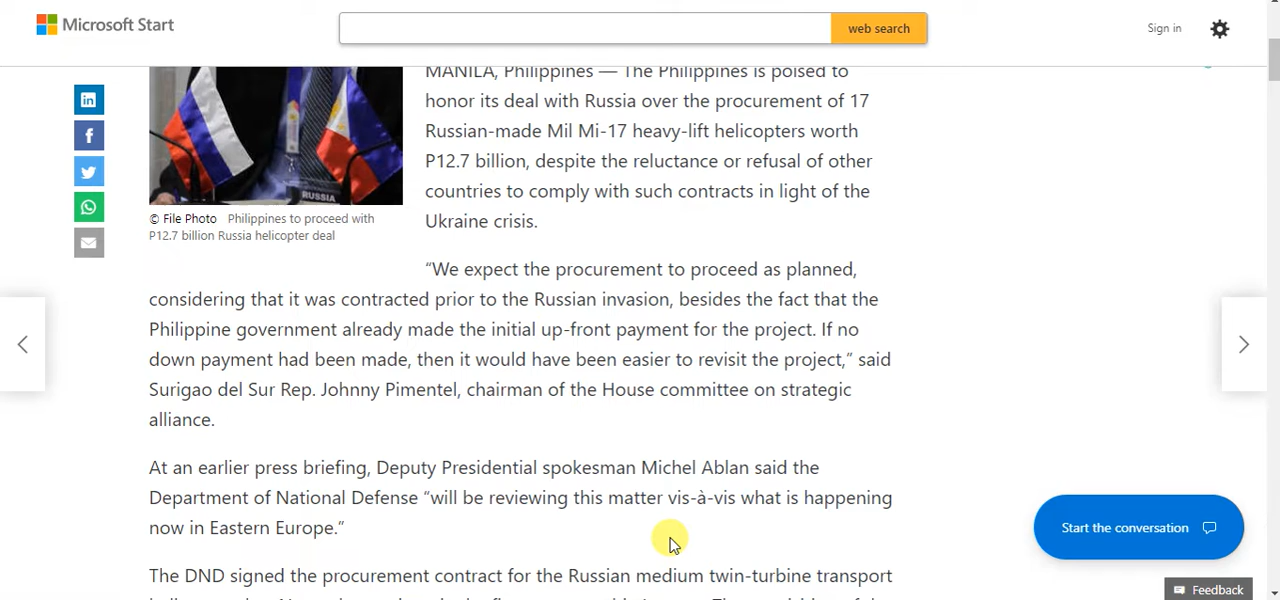 Microsoft Start
web search
Sign in
RUSSIA
© File Photo Philippines to proceed with
P12.7 billion Russia helicopter deal
MANILA, Philippines — The Philippines is poised to
honor its deal with Russia over the procurement of 17
Russian-made Mil Mi-17 heavy-lift helicopters worth
P12.7 billion, despite the reluctance or refusal of other
countries to comply with such contracts in light of the
Ukraine crisis.
“We expect the procurement to proceed as planned,
considering that it was contracted prior to the Russian invasion, besides the fact that the
Philippine government already made the initial up-front payment for the project. If no
down payment had been made, then it would have been easier to revisit the project,” said
Surigao del Sur Rep. Johnny Pimentel, chairman of the House committee on strategic
alliance.
At an earlier press briefing, Deputy Presidential spokesman Michel Ablan said the
Department of National Defense “will be reviewing this matter vis-à-vis what is happening
now in Eastern Europe.”
The DND signed the procurement contract for the Russian medium twin-turbine transport
Start the conversation
Feedback